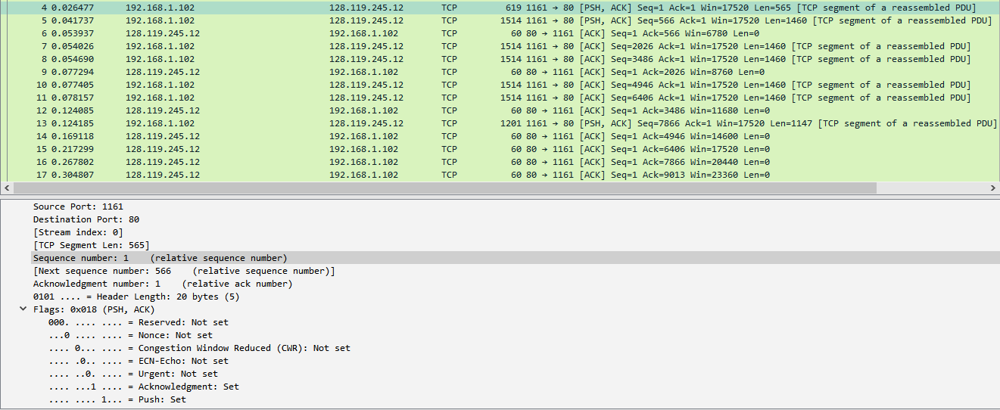 4 0.026477 192.168.1.102 128.119.245.12 TCP 619 1161 → 80 [PSH, ACK] Seq=1 Ack=1 Win=17520 Len=565 [TCP segment of a reassembled PDU]
5 0.041737 192.168.1.102 128.119.245.12 TCP 1514 1161 → 80 [PSH, ACK] Seq=566 Ack=1 Win=17520 Len=1460 [TCP segment of a reassembled PDU]
6 0.053937 128.119.245.12 192.168.1.102 TCP 60 80 → 1161 [ACK] Seq=1 Ack=566 Win=6780 Len=0
7 0.054026 192.168.1.102 128.119.245.12 TCP 1514 1161 → 80 [ACK] Seq=2026 Ack=1 Win=17520 Len=1460 [TCP segment of a reassembled PDU]
8 0.054690 192.168.1.102 128.119.245.12 TCP 1514 1161 → 80 [ACK] Seq=3486 Ack=1 Win=17520 Len=1460 [TCP segment of a reassembled PDU]
9 0.077294 128.119.245.12 192.168.1.102 TCP 60 80 → 1161 [ACK] Seq=1 Ack=2026 Win=8760 Len=0
10 0.077405 192.168.1.102 128.119.245.12 TCP 1514 1161 → 80 [ACK] Seq=4946 Ack=1 Win=17520 Len=1460 [TCP segment of a reassembled PDU]
11 0.078157 192.168.1.102 128.119.245.12 TCP 1514 1161 → 80 [ACK] Seq=6406 Ack=1 Win=17520 Len=1460 [TCP segment of a reassembled PDU]
12 0.124085 128.119.245.12 192.168.1.102 TCP 60 80 → 1161 [ACK] Seq=1 Ack=3486 Win=11680 Len=0
13 0.124185 192.168.1.102 128.119.245.12 TCP 1201 1161 → 80 [PSH, ACK] Seq=7866 Ack=1 Win=17520 Len=1147 [TCP segment of a reassembled PDU]
14 0.169118 128.119.245.12 192.168.1.102 TCP 60 80 → 1161 [ACK] Seq=1 Ack=4946 Win=14600 Len=0
15 0.217299 128.119.245.12 192.168.1.102 TCP 60 80 → 1161 [ACK] Seq=1 Ack=6406 Win=17520 Len=0
16 0.267802 128.119.245.12 192.168.1.102 TCP 60 80 → 1161 [ACK] Seq=1 Ack=7866 Win=20440 Len=0
17 0.304807 128.119.245.12 192.168.1.102 TCP 60 80 → 1161 [ACK] Seq=1 Ack=9013 Win=23360 Len=0
Source Port: 1161
Destination Port: 80
[Stream index: 0]
[TCP Segment Len: 565]
Sequence number: 1 (relative sequence number)
[Next sequence number: 566 (relative sequence number)]
Acknowledgment number: 1 (relative ack number)
0101 .... = Header Length: 20 bytes (5)
Flags: 0x018 (PSH, ACK)
000. .... .... = Reserved: Not set
...0 .... .... = Nonce: Not set
.... 0... .... = Congestion Window Reduced (CWR): Not set
.... .0.. .... = ECN-Echo: Not set
.... ..0. .... = Urgent: Not set
.... ...1 .... = Acknowledgment: Set
.... .... 1... = Push: Set